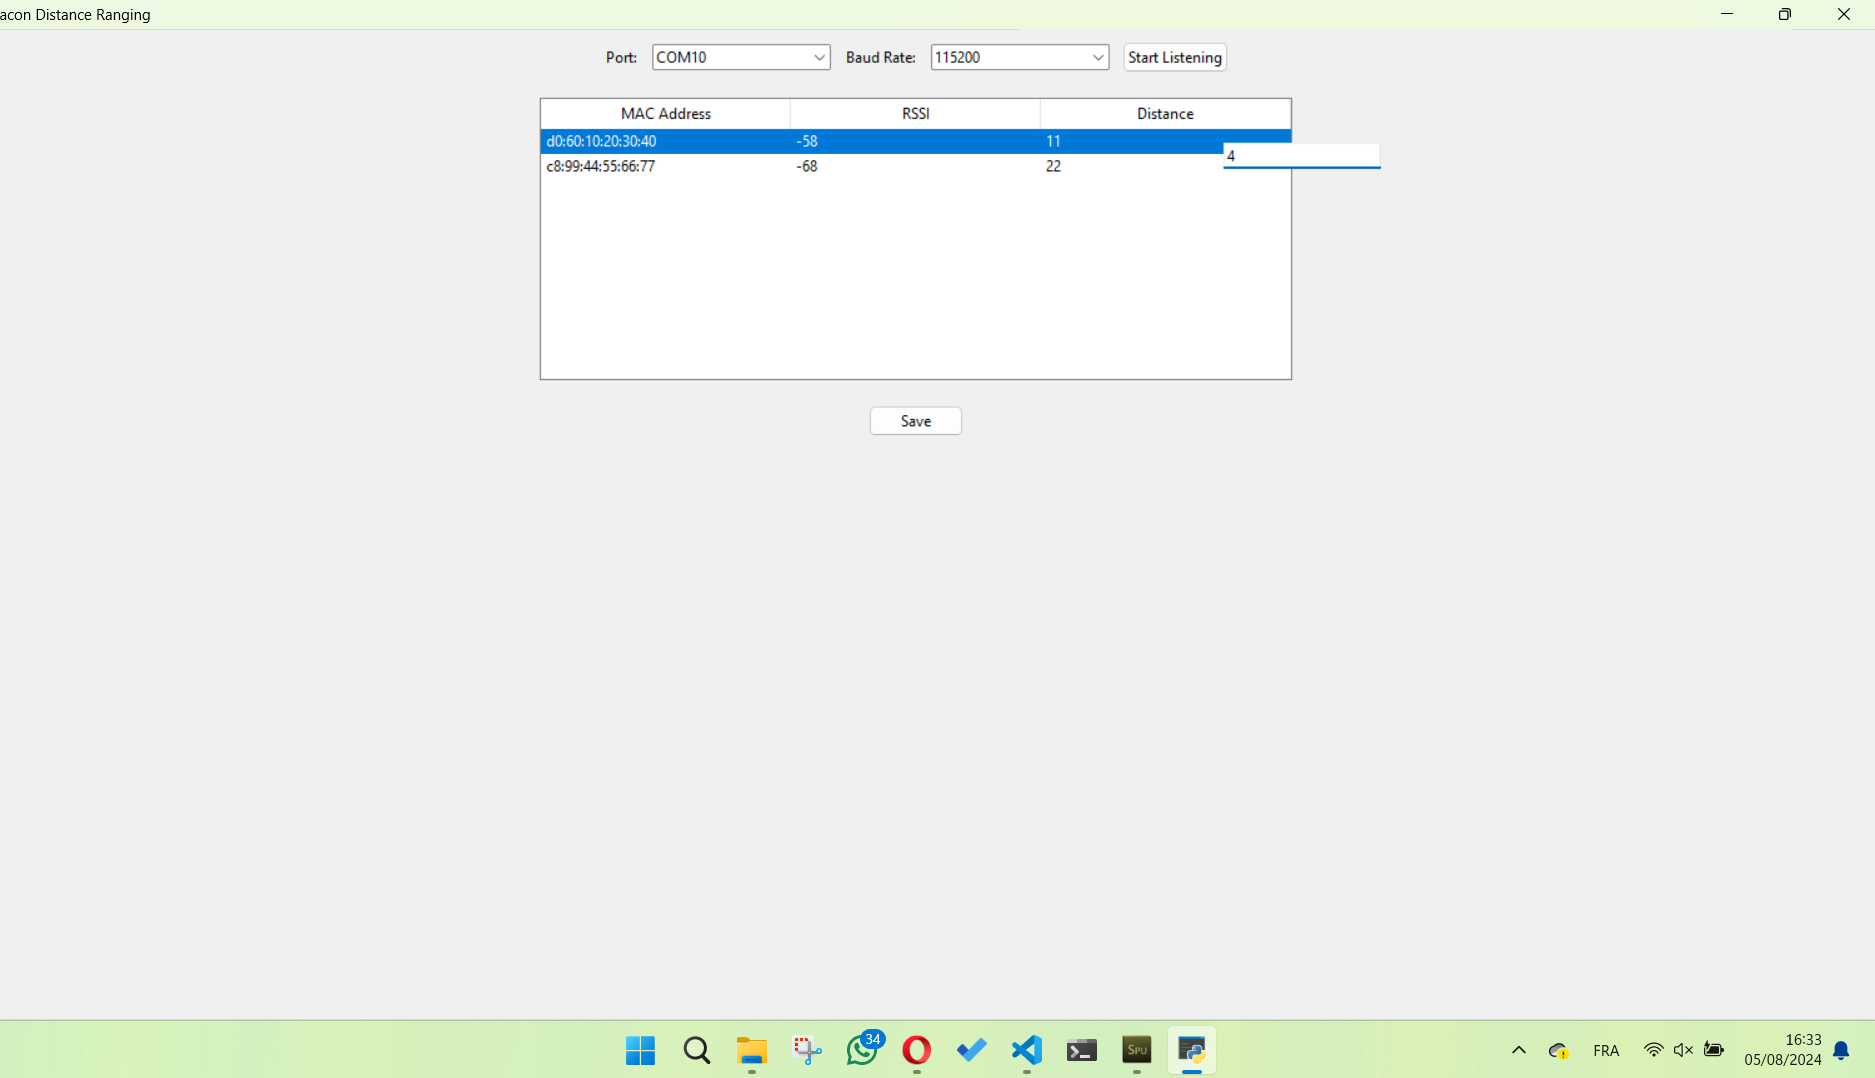 acon Distance Ranging
Port: COM10 Baud Rate: 115200 Start Listening
MAC Address RSSI Distance
d0:60:10:20:30:40 -58 11
4
c8:99:44:55:66:77 -68 22
Save
34
SPU
FRA
16:33
05/08/2024